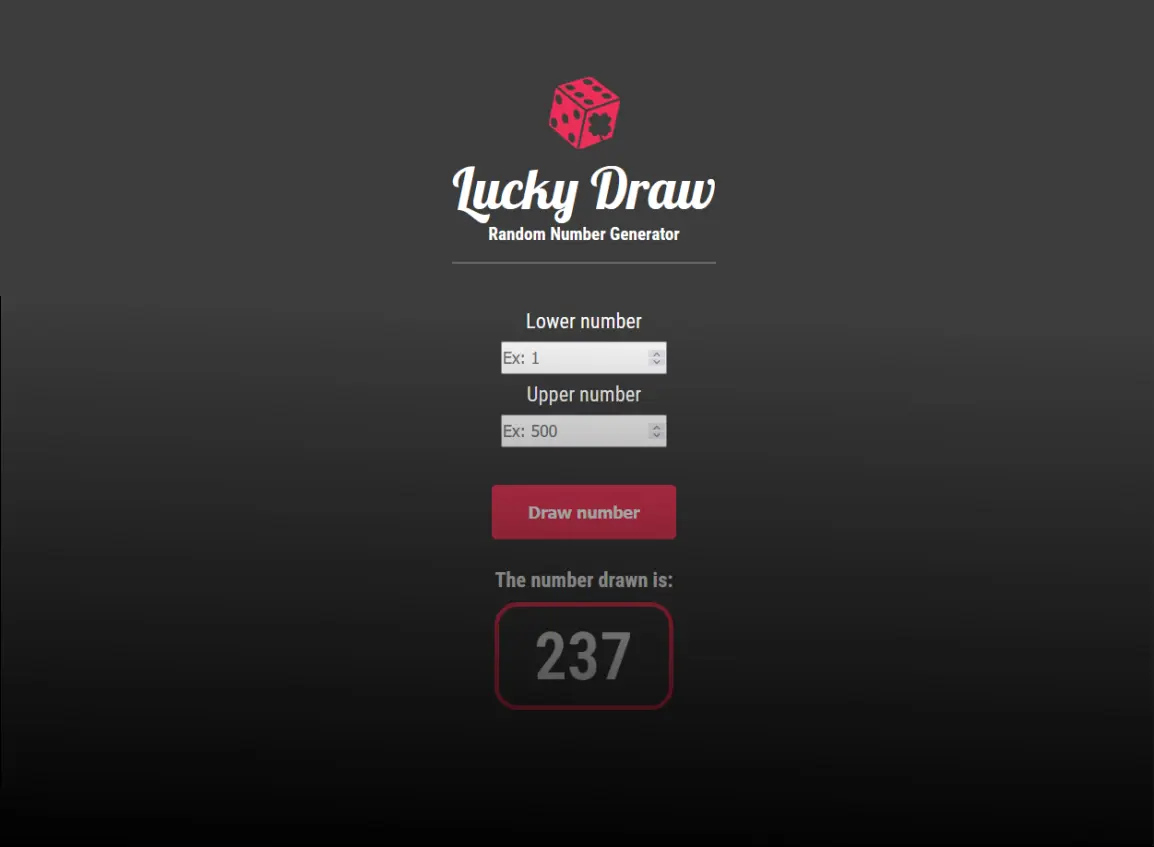 Lucky Draw
Random Number Generator
Lower number
Ex: 1
Upper number
Ex: 500
Draw number
The number drawn is:
237